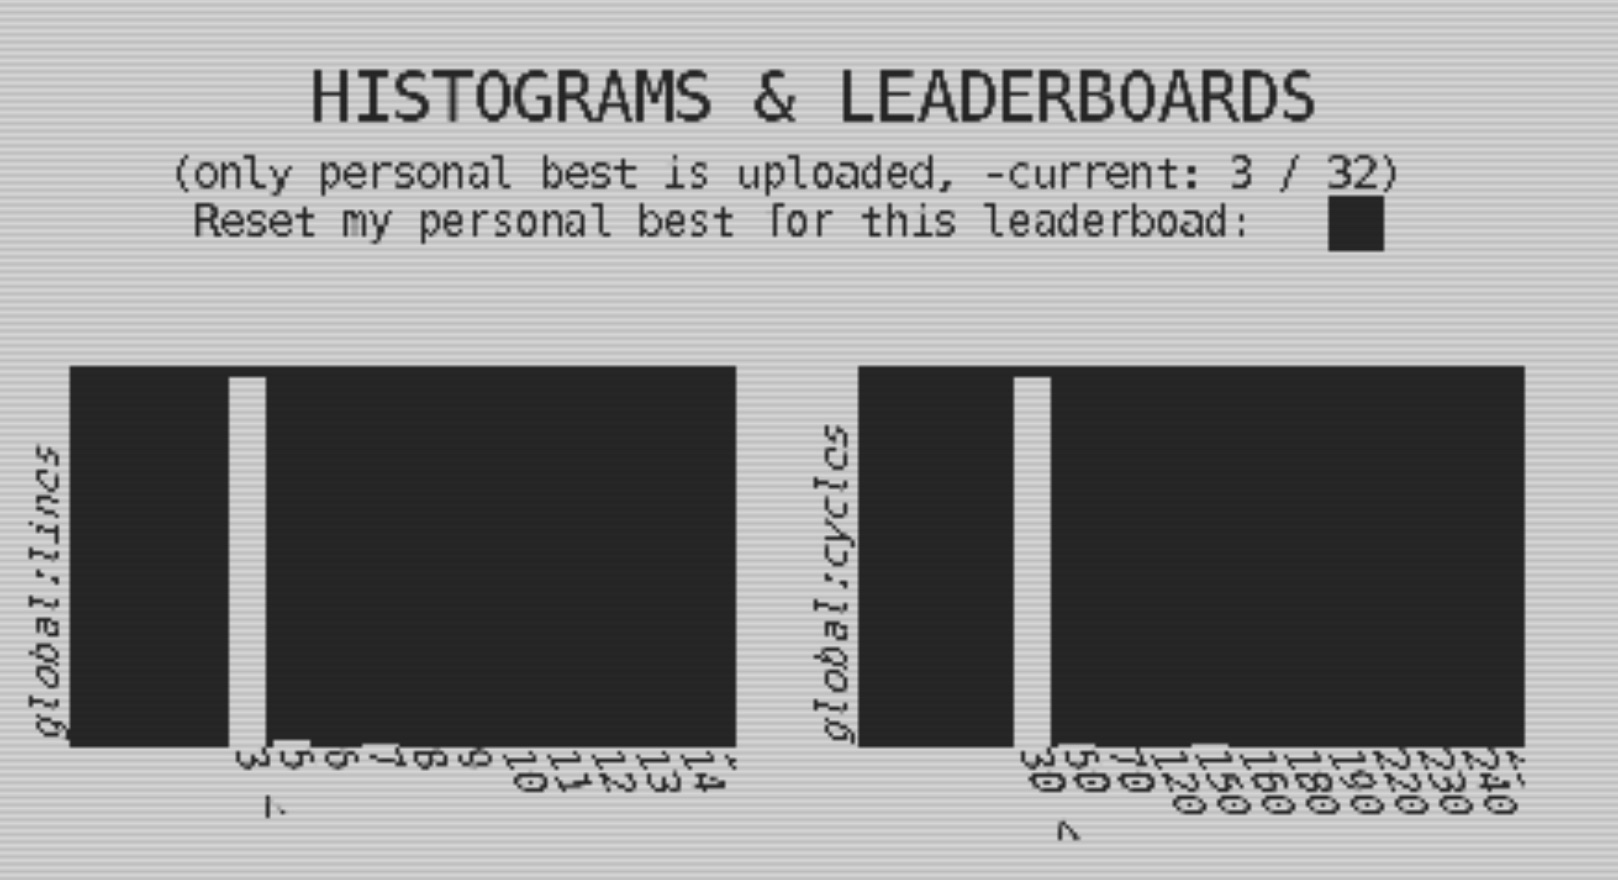 HISTOGRAMS & LEADERBOARDS
(only personal best is uploaded, -current: 3 / 32)
Reset my personal best for this leaderboad:
global:lines
3 5 6 7 8 9 10 11 12 13 14
global:cycles
30 50 70 120 150 160 180 190 220 230 240